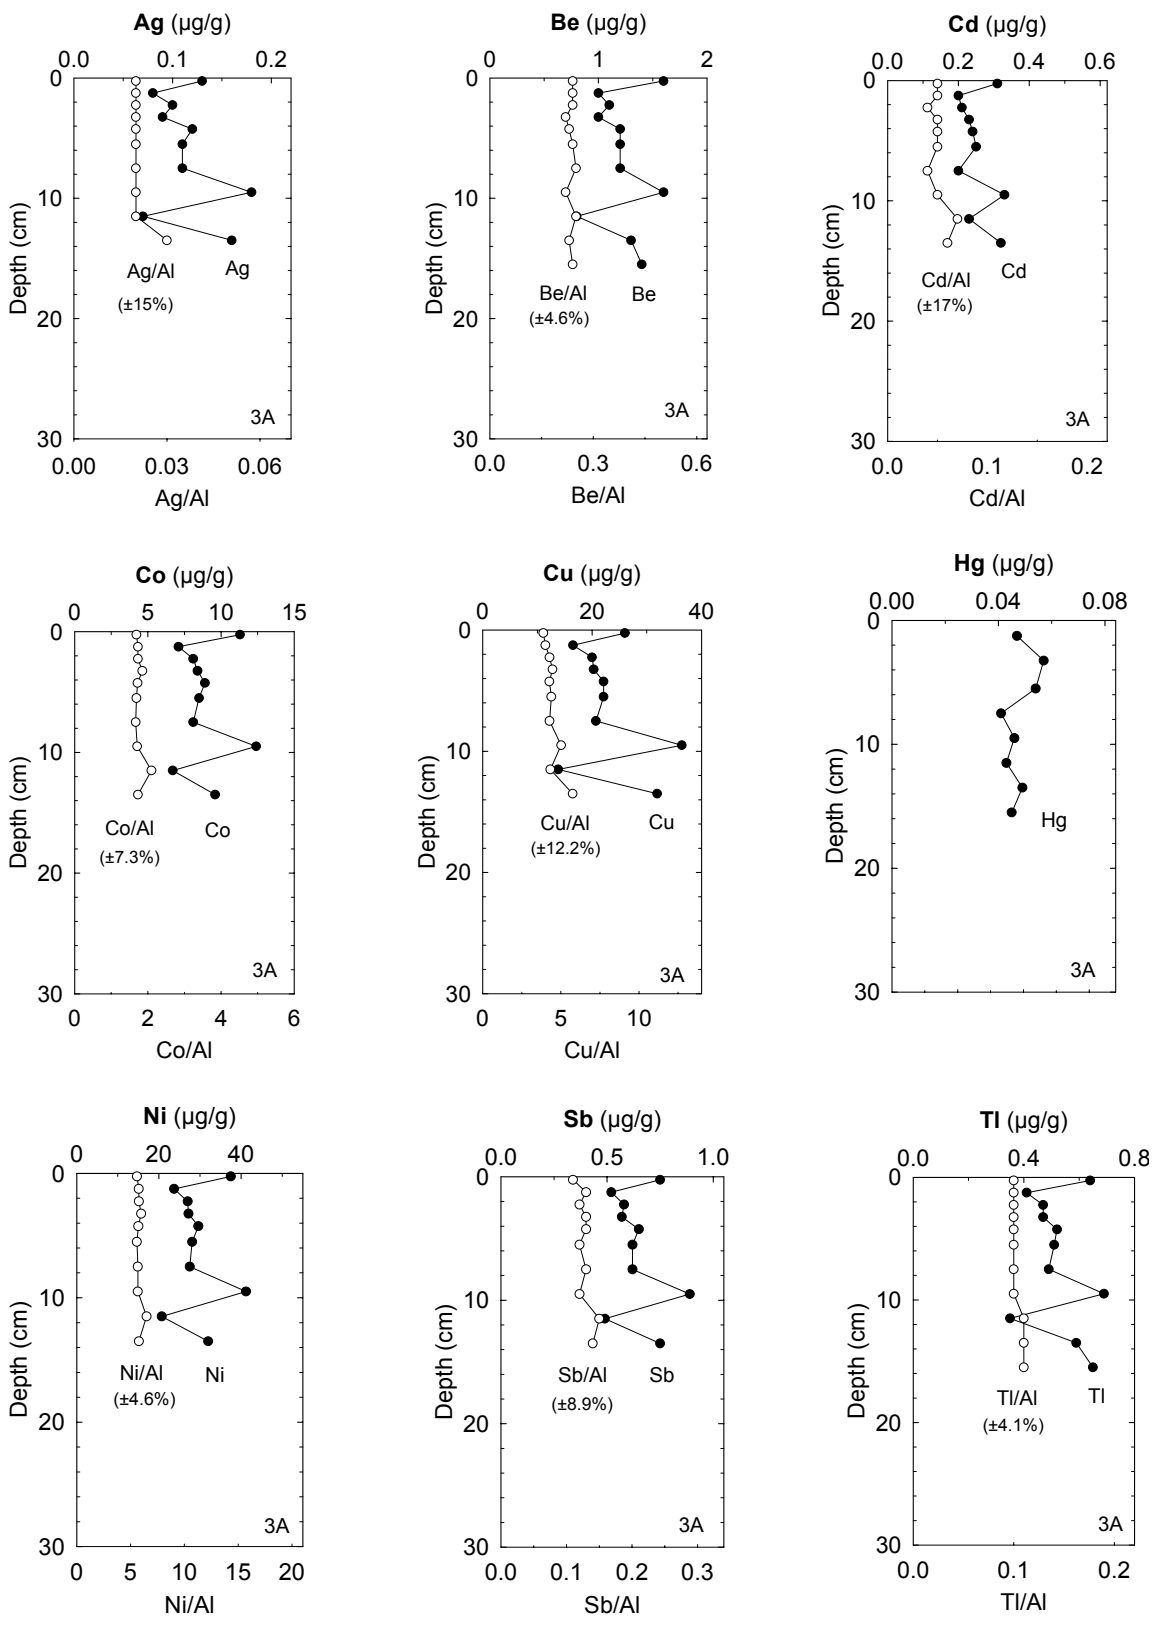 Ag (µg/g)
0.0 0.1 0.2
0
10
20
30
Depth (cm)
Ag/Al Ag
(±15%)
3A
0.00 0.03 0.06
Ag/Al
Be (µg/g)
0 1 2
0
10
20
30
Depth (cm)
Be/Al Be
(±4.6%)
3A
0.0 0.3 0.6
Be/Al
Cd (µg/g)
0.0 0.2 0.4 0.6
0
10
20
30
Depth (cm)
Cd/Al Cd
(±17%)
3A
0.0 0.1 0.2
Cd/Al
Co (µg/g)
0 5 10 15
0
10
20
30
Depth (cm)
Co/Al Co
(±7.3%)
3A
0 2 4 6
Co/Al
Cu (µg/g)
0 20 40
0
10
20
30
Depth (cm)
Cu/Al Cu
(±12.2%)
3A
0 5 10
Cu/Al
Hg (µg/g)
0.00 0.04 0.08
0
10
20
30
Depth (cm)
Hg
3A
Ni (µg/g)
0 20 40
0
10
20
30
Depth (cm)
Ni/Al Ni
(±4.6%)
3A
0 5 10 15 20
Ni/Al
Sb (µg/g)
0.0 0.5 1.0
0
10
20
30
Depth (cm)
Sb/Al Sb
(±8.9%)
3A
0.0 0.1 0.2 0.3
Sb/Al
Tl (µg/g)
0.0 0.4 0.8
0
10
20
30
Depth (cm)
Tl/Al Tl
(±4.1%)
3A
0.0 0.1 0.2
Tl/Al